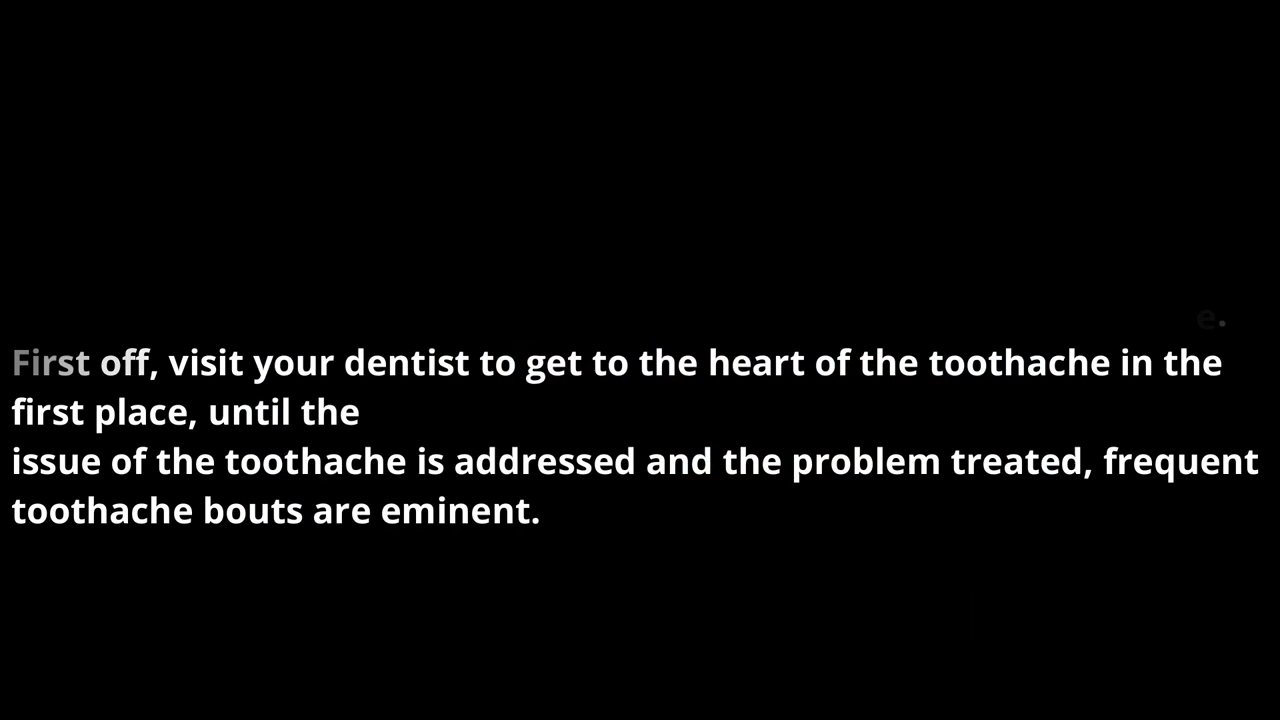 e.
First off, visit your dentist to get to the heart of the toothache in the
first place, until the
issue of the toothache is addressed and the problem treated, frequent
toothache bouts are eminent.